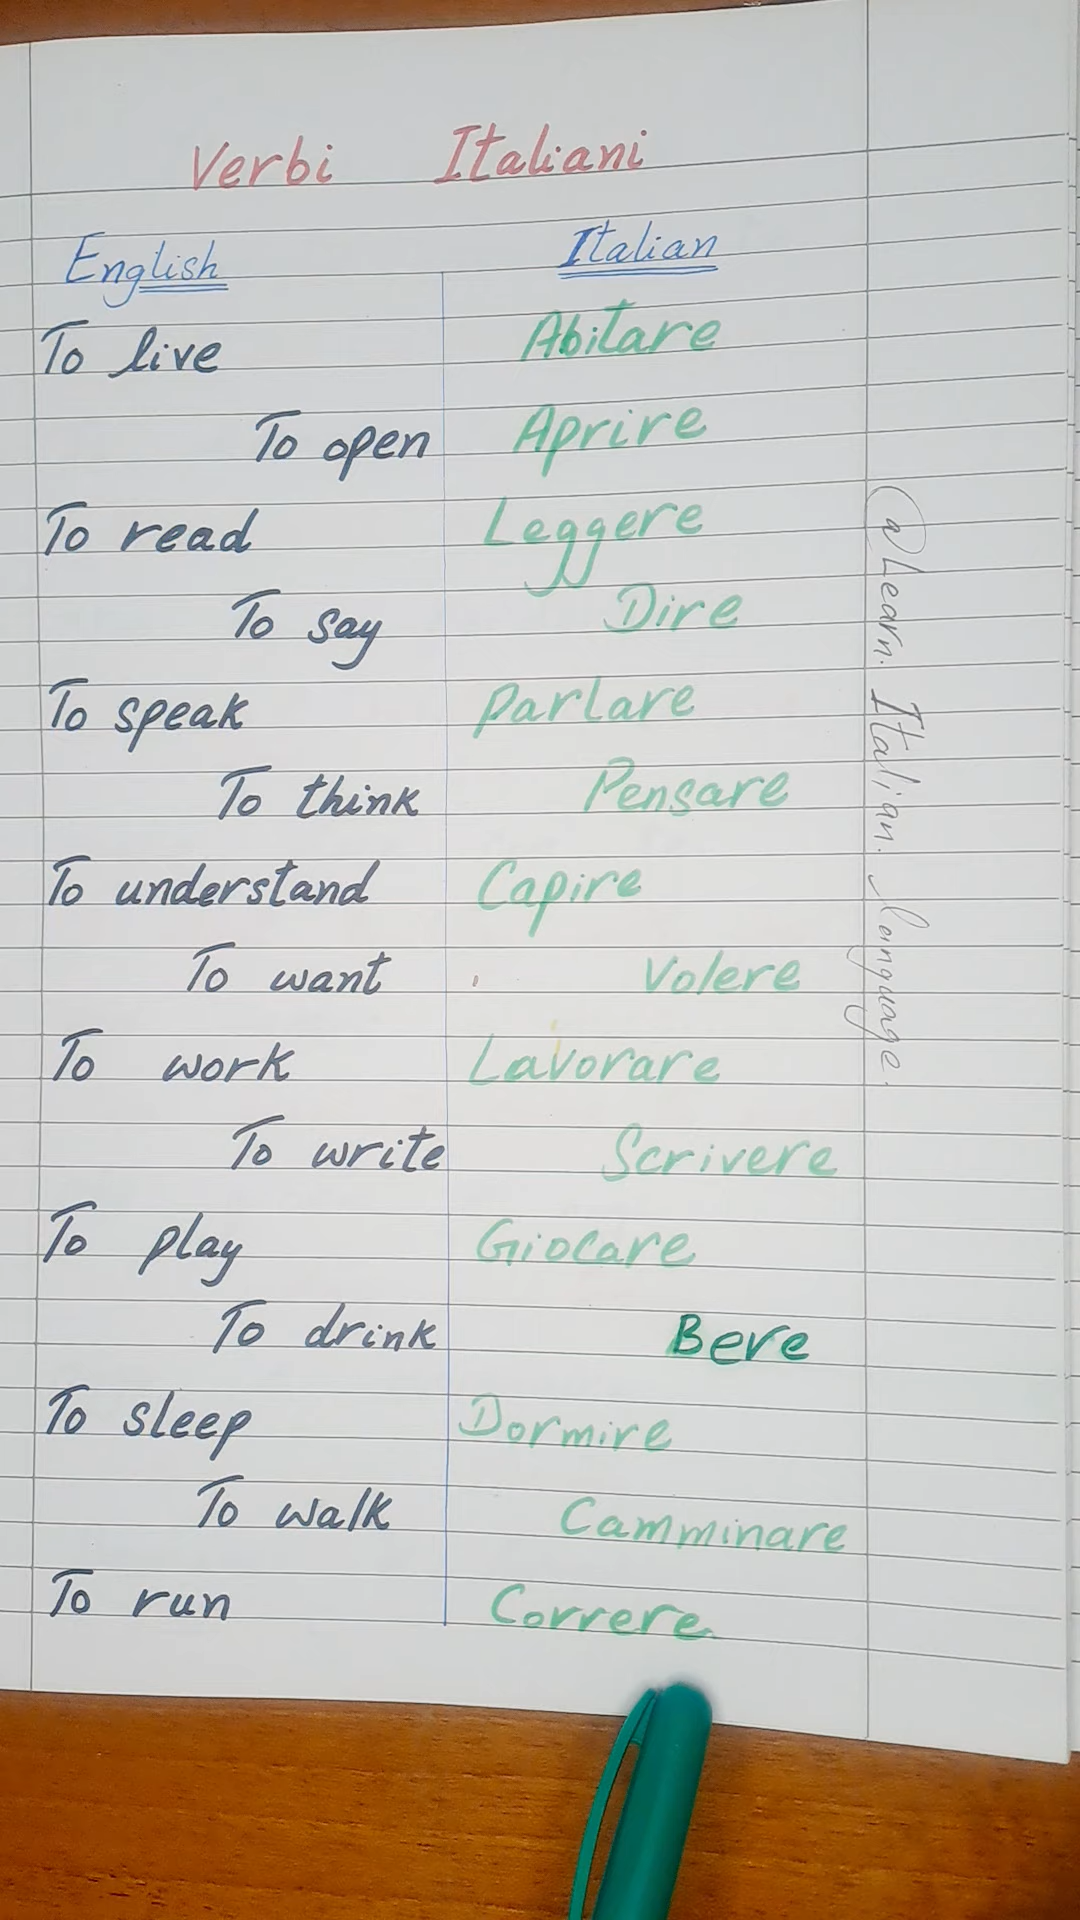 Verbi Italiani
English Italian
To live Abitare
To open Aprire
To read Leggere
To say Dire
To speak Parlare
To think Pensare
To understand Capire
To want Volere
To work Lavorare
To write Scrivere
To play Giocare
To drink Bere
To sleep Dormire
To walk Camminare
To run Correre
@Learn.Italian.language.